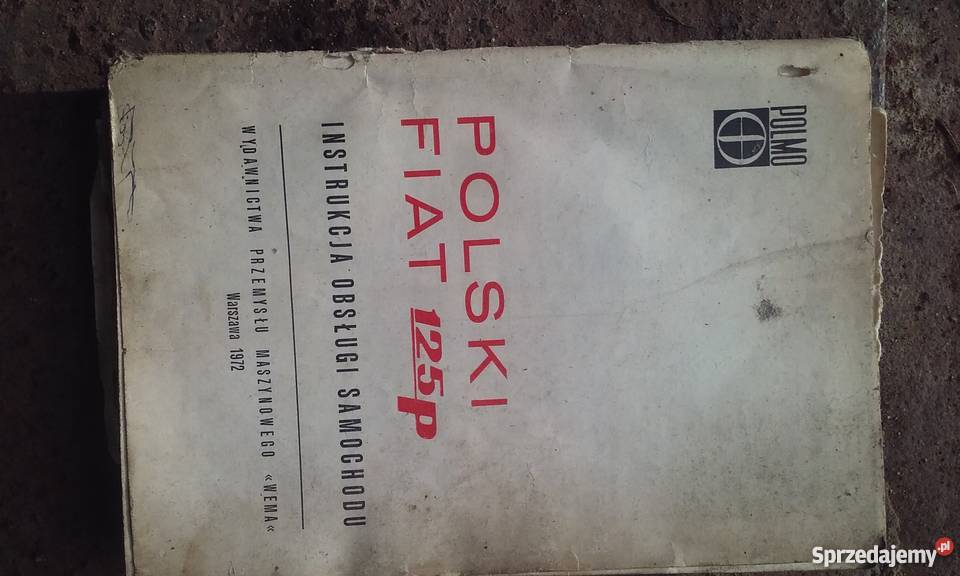 POLMO
POLSKI
FIAT 125p
INSTRUKCJA OBSŁUGI SAMOCHODU
WYDAWNICTWA PRZEMYSŁU MASZYNOWEGO «WEMA«
Warszawa 1972
Sprzedajemy.pl